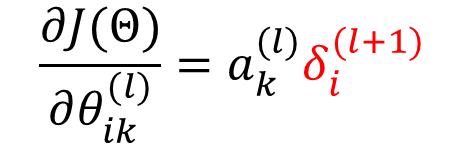 ∂J(Θ)/∂θ_{ik}^{(l)} = a_k^{(l)} δ_i^{(l+1)}